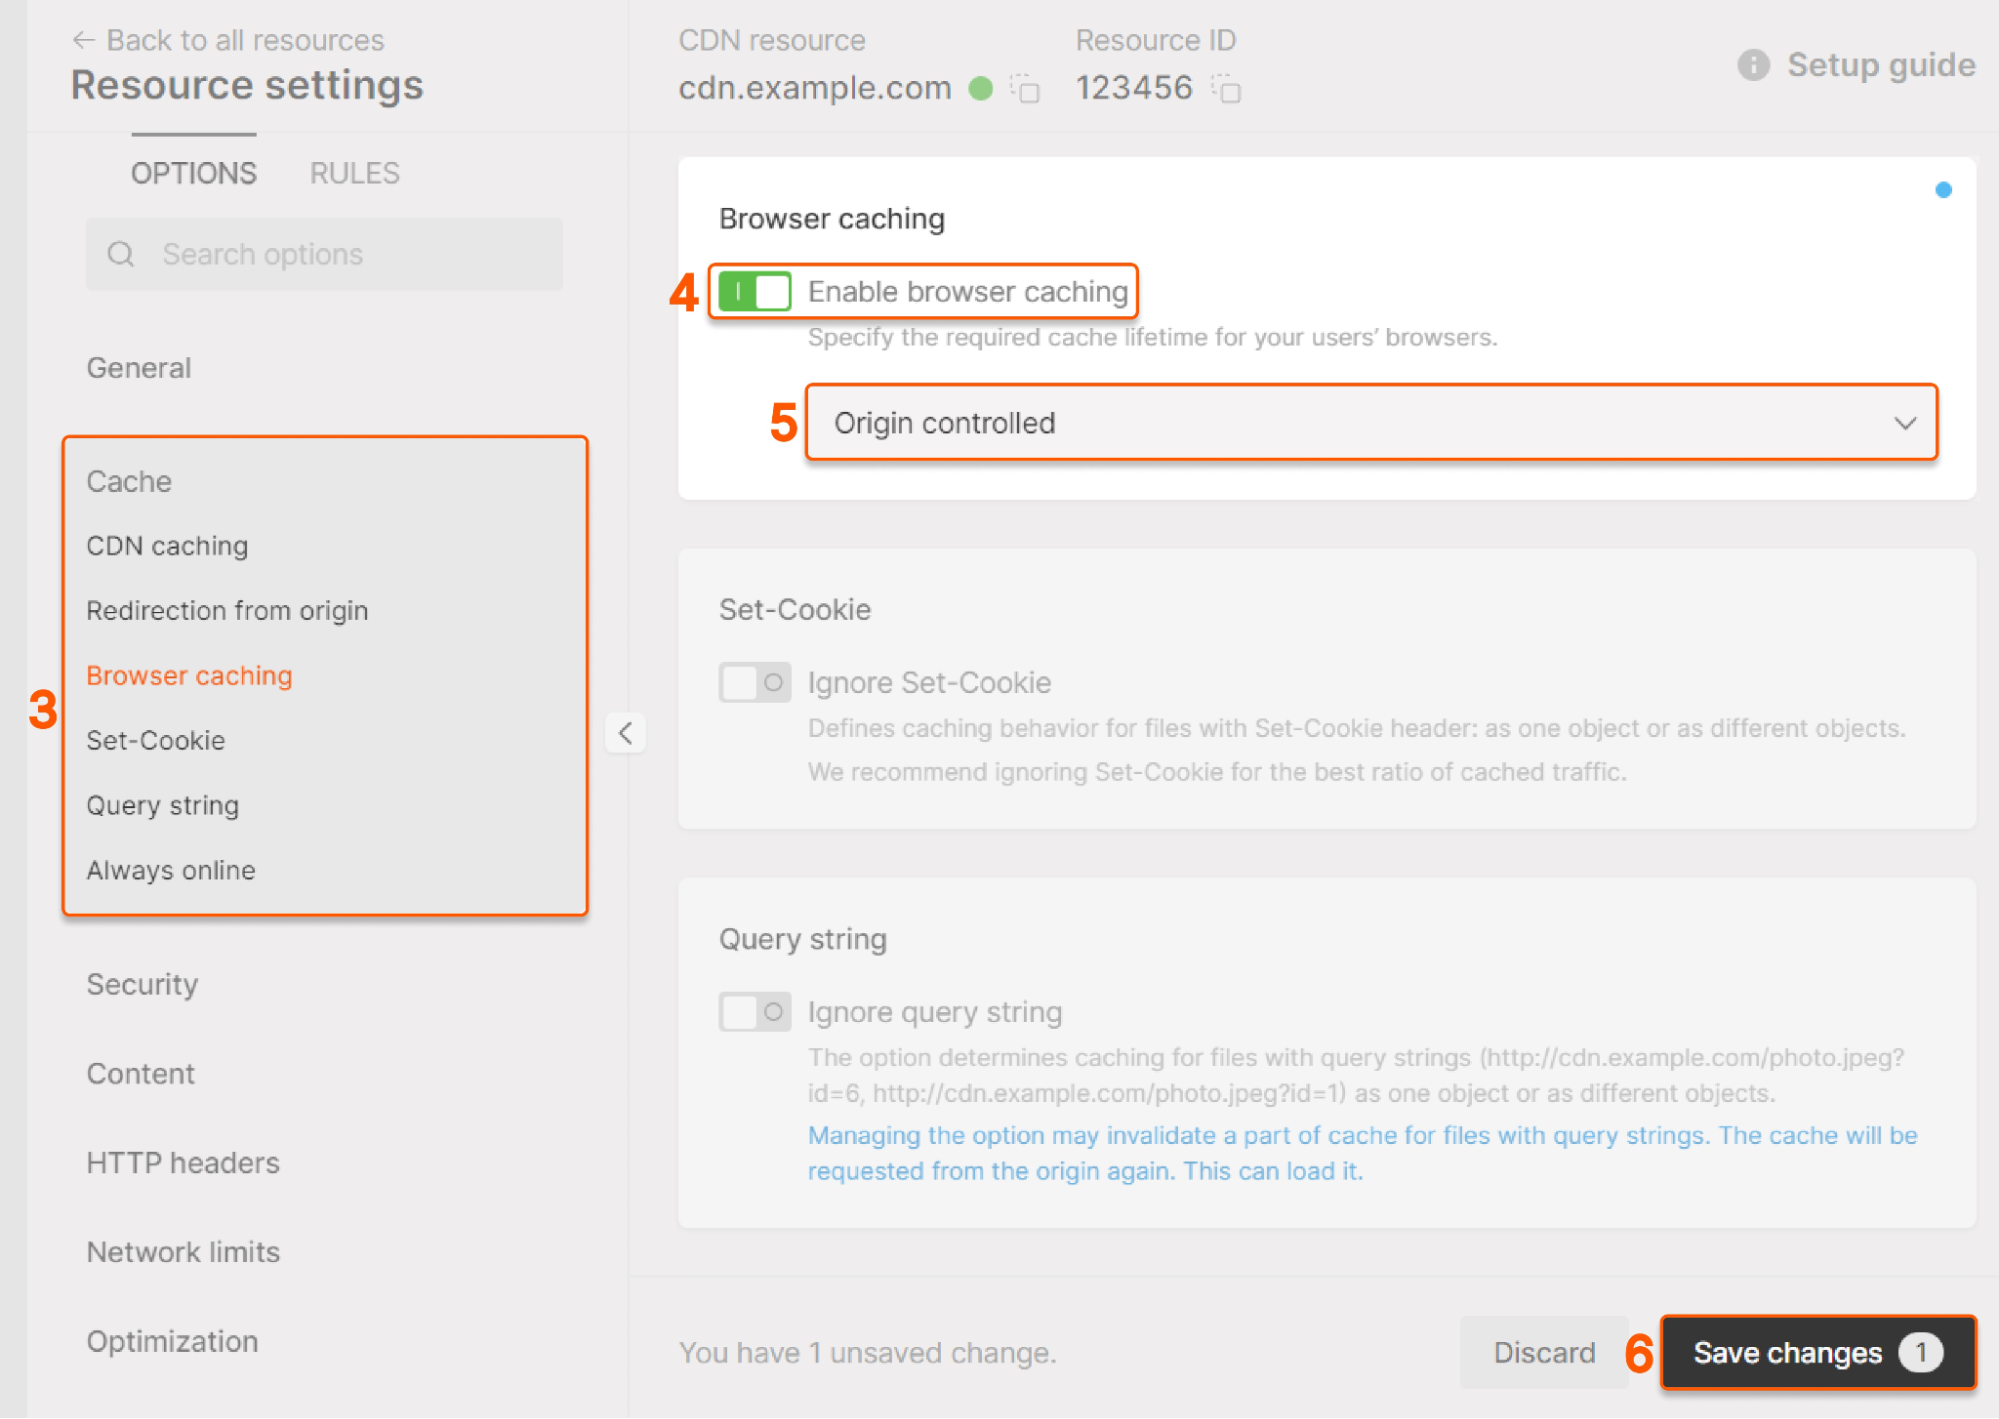 ← Back to all resources
Resource settings
OPTIONS RULES
Search options
General
3
Cache
CDN caching
Redirection from origin
Browser caching
Set-Cookie
Query string
Always online
Security
Content
HTTP headers
Network limits
Optimization
CDN resource
cdn.example.com
Resource ID
123456
Setup guide
Browser caching
4 Enable browser caching
Specify the required cache lifetime for your users’ browsers.
5 Origin controlled
Set-Cookie
Ignore Set-Cookie
Defines caching behavior for files with Set-Cookie header: as one object or as different objects.
We recommend ignoring Set-Cookie for the best ratio of cached traffic.
Query string
Ignore query string
The option determines caching for files with query strings (http://cdn.example.com/photo.jpeg?
id=6, http://cdn.example.com/photo.jpeg?id=1) as one object or as different objects.
Managing the option may invalidate a part of cache for files with query strings. The cache will be
requested from the origin again. This can load it.
You have 1 unsaved change.
Discard
6 Save changes 1